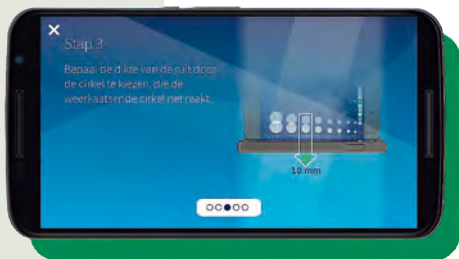 Stap 3
Bepaal de dikte van de ruit door
de cirkel te kiezen, die de
weerkaatsende cirkel net raakt.
10 mm